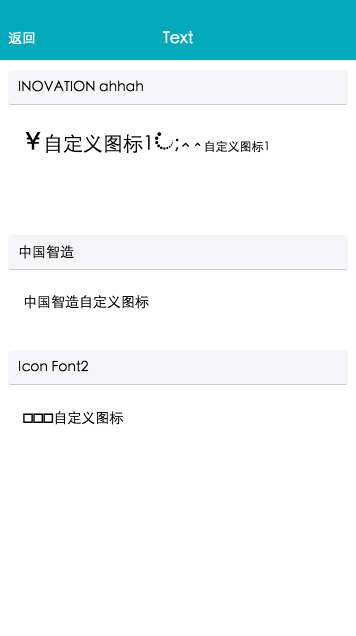 返回
Text
INOVATION ahhah
¥自定义图标1;^^自定义图标1
中国智造
中国智造自定义图标
Icon Font2
□□□自定义图标